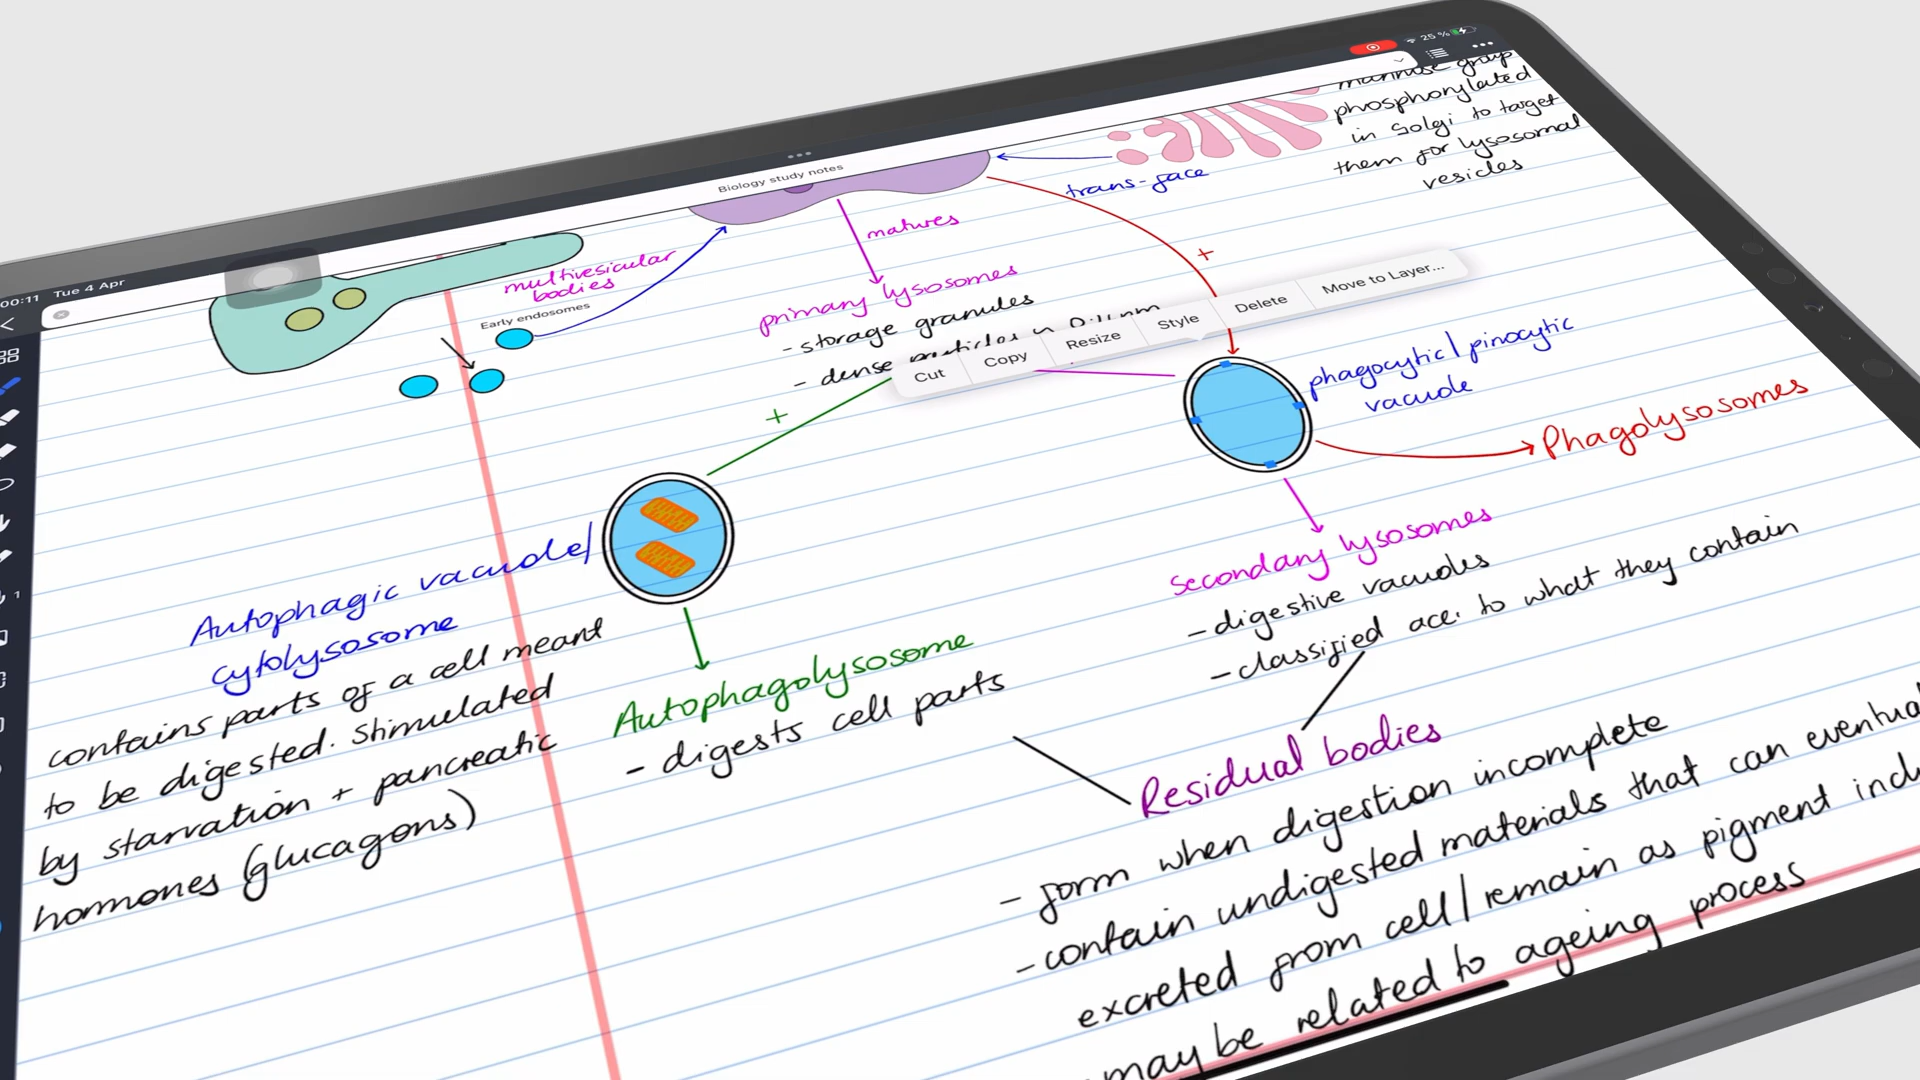 00:11 Tue 4 Apr
25 %
Biology study notes
phosphorylated
in Golgi to target
them for lysosomal
vesicles
trans-face
matures
multivesicular
bodies
Early endosomes
+
primary lysosomes
- storage granules
- dense
Cut
Copy
Resize
Style
Delete
Move to Layer...
phagocytic/pinocytic
vacuole
+
Phagolysosomes
Autophagic vacuole/
cytolysosome
contains parts of a cell meant
to be digested. Stimulated
by starvation + pancreatic
hormones (glucagons)
Autophagolysosome
- digests cell parts
Secondary lysosomes
- digestive vacuoles
- classified acc. to what they contain
Residual bodies
- form when digestion incomplete
- contain undigested materials that can
excreted from cell/remain as pigment
may be related to ageing process